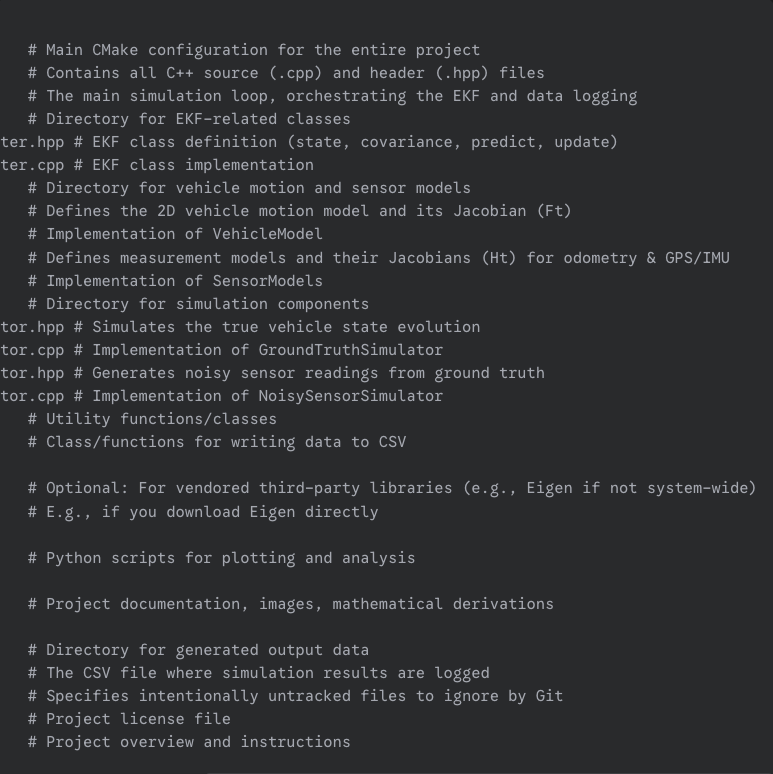 # Main CMake configuration for the entire project
# Contains all C++ source (.cpp) and header (.hpp) files
# The main simulation loop, orchestrating the EKF and data logging
# Directory for EKF-related classes
ter.hpp # EKF class definition (state, covariance, predict, update)
ter.cpp # EKF class implementation
# Directory for vehicle motion and sensor models
# Defines the 2D vehicle motion model and its Jacobian (Ft)
# Implementation of VehicleModel
# Defines measurement models and their Jacobians (Ht) for odometry & GPS/IMU
# Implementation of SensorModels
# Directory for simulation components
tor.hpp # Simulates the true vehicle state evolution
tor.cpp # Implementation of GroundTruthSimulator
tor.hpp # Generates noisy sensor readings from ground truth
tor.cpp # Implementation of NoisySensorSimulator
# Utility functions/classes
# Class/functions for writing data to CSV
# Optional: For vendored third-party libraries (e.g., Eigen if not system-wide)
# E.g., if you download Eigen directly
# Python scripts for plotting and analysis
# Project documentation, images, mathematical derivations
# Directory for generated output data
# The CSV file where simulation results are logged
# Specifies intentionally untracked files to ignore by Git
# Project license file
# Project overview and instructions